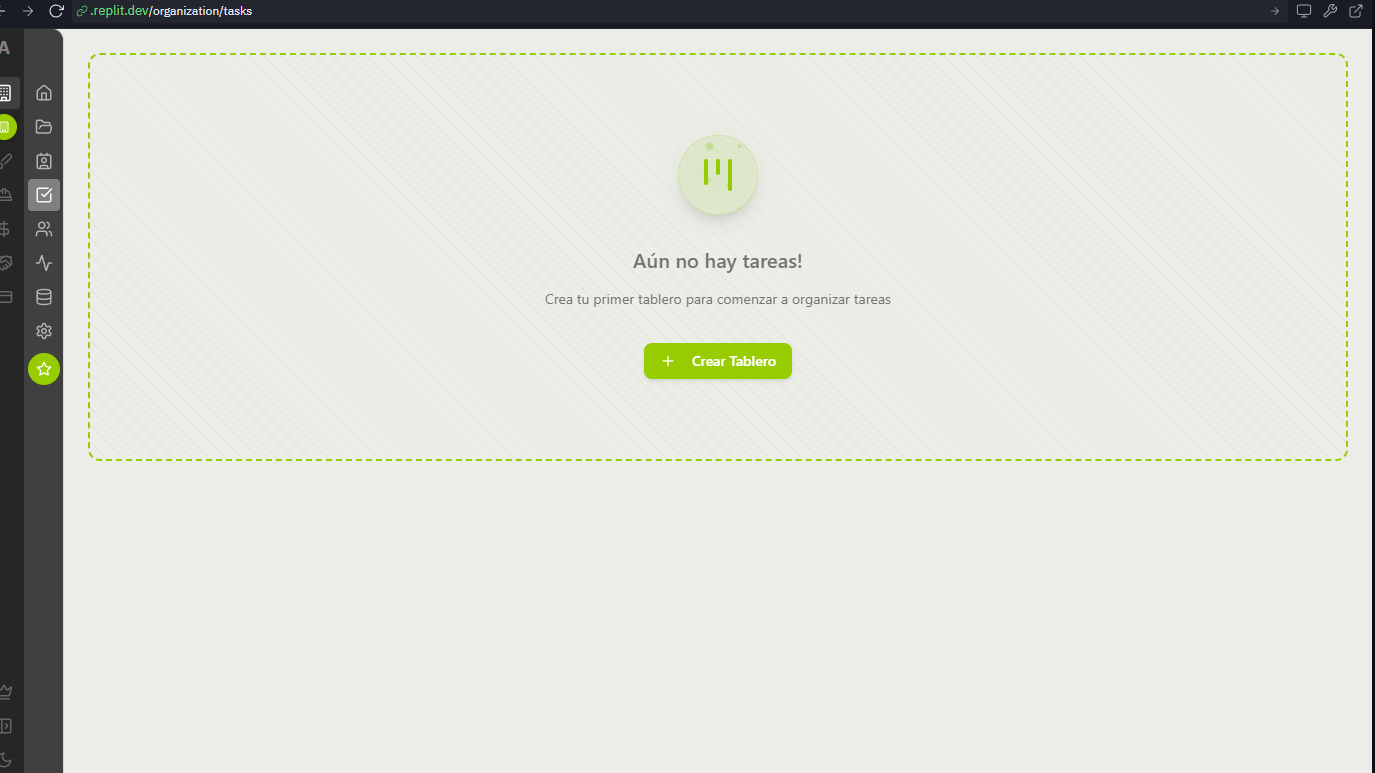 .replit.dev/organization/tasks
A
Aún no hay tareas!
Crea tu primer tablero para comenzar a organizar tareas
Crear Tablero